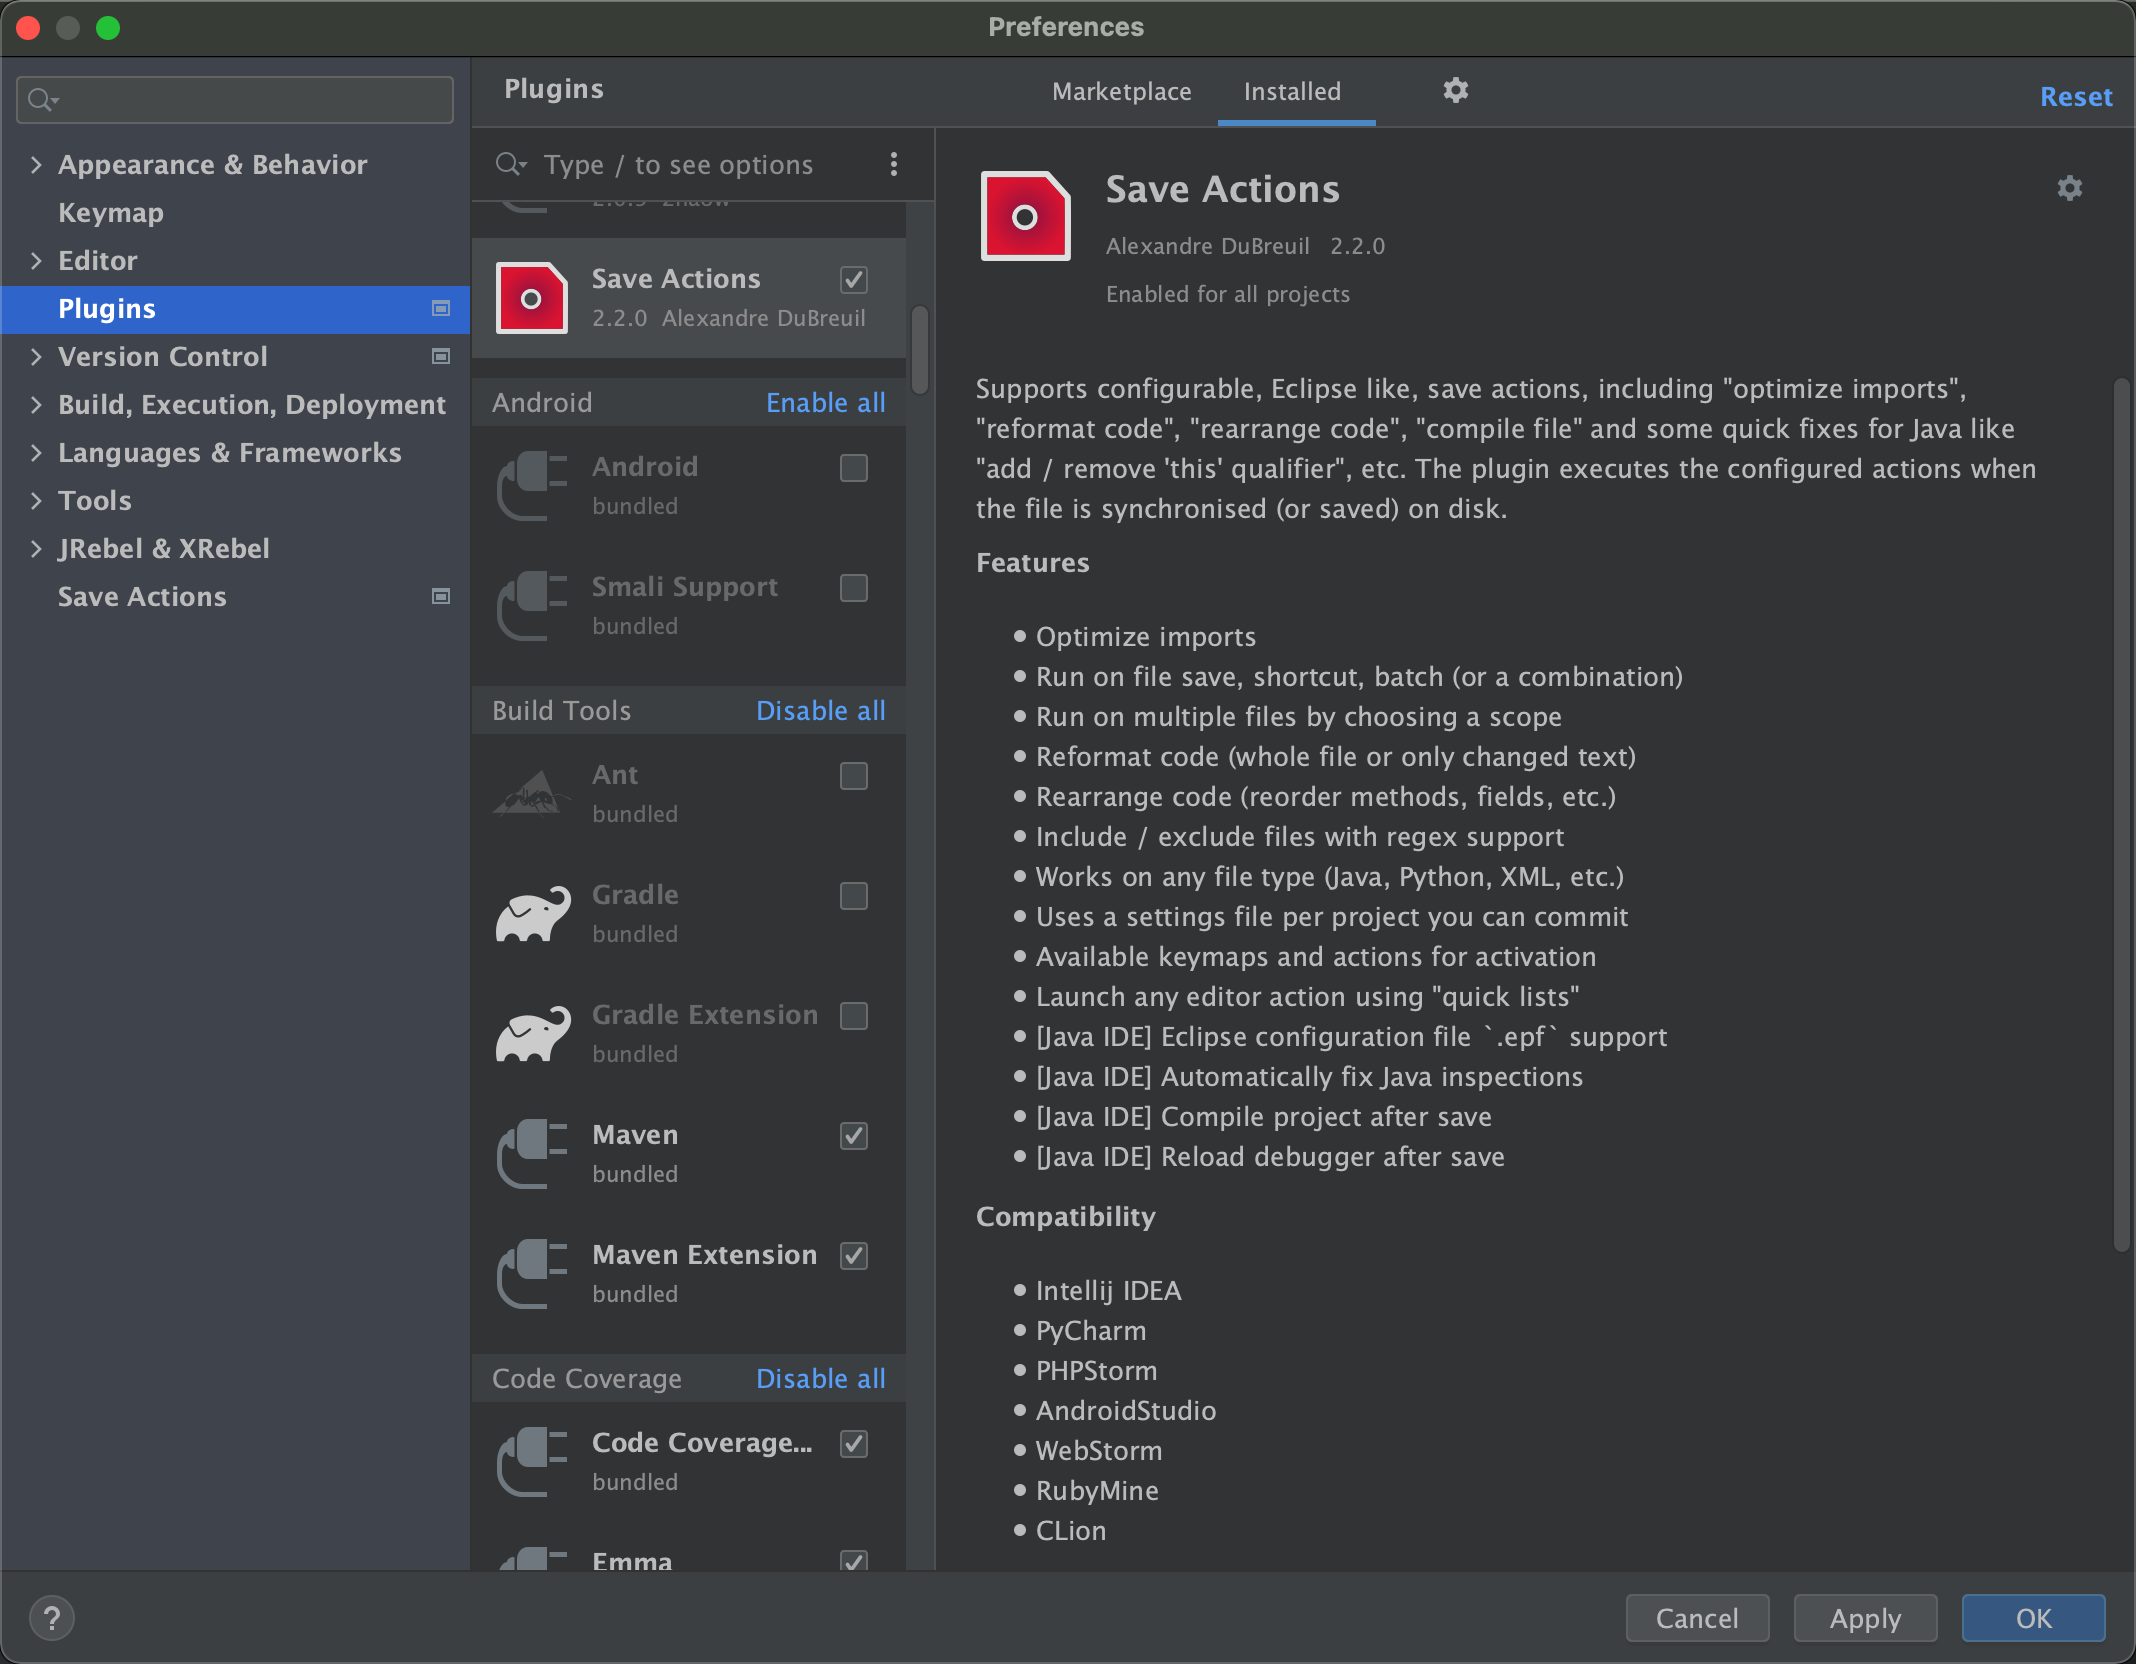 Preferences
Plugins
Marketplace
Installed
Reset
Appearance & Behavior
Keymap
Editor
Plugins
Version Control
Build, Execution, Deployment
Languages & Frameworks
Tools
JRebel & XRebel
Save Actions
Type / to see options
Save Actions
2.2.0 Alexandre DuBreuil
Android Enable all
Android
bundled
Smali Support
bundled
Build Tools Disable all
Ant
bundled
Gradle
bundled
Gradle Extension
bundled
Maven
bundled
Maven Extension
bundled
Code Coverage Disable all
Code Coverage...
bundled
Emma
Save Actions
Alexandre DuBreuil 2.2.0
Enabled for all projects
Supports configurable, Eclipse like, save actions, including "optimize imports",
"reformat code", "rearrange code", "compile file" and some quick fixes for Java like
"add / remove 'this' qualifier", etc. The plugin executes the configured actions when
the file is synchronised (or saved) on disk.
Features
• Optimize imports
• Run on file save, shortcut, batch (or a combination)
• Run on multiple files by choosing a scope
• Reformat code (whole file or only changed text)
• Rearrange code (reorder methods, fields, etc.)
• Include / exclude files with regex support
• Works on any file type (Java, Python, XML, etc.)
• Uses a settings file per project you can commit
• Available keymaps and actions for activation
• Launch any editor action using "quick lists"
• [Java IDE] Eclipse configuration file `.epf` support
• [Java IDE] Automatically fix Java inspections
• [Java IDE] Compile project after save
• [Java IDE] Reload debugger after save
Compatibility
• Intellij IDEA
• PyCharm
• PHPStorm
• AndroidStudio
• WebStorm
• RubyMine
• CLion
?
Cancel
Apply
OK